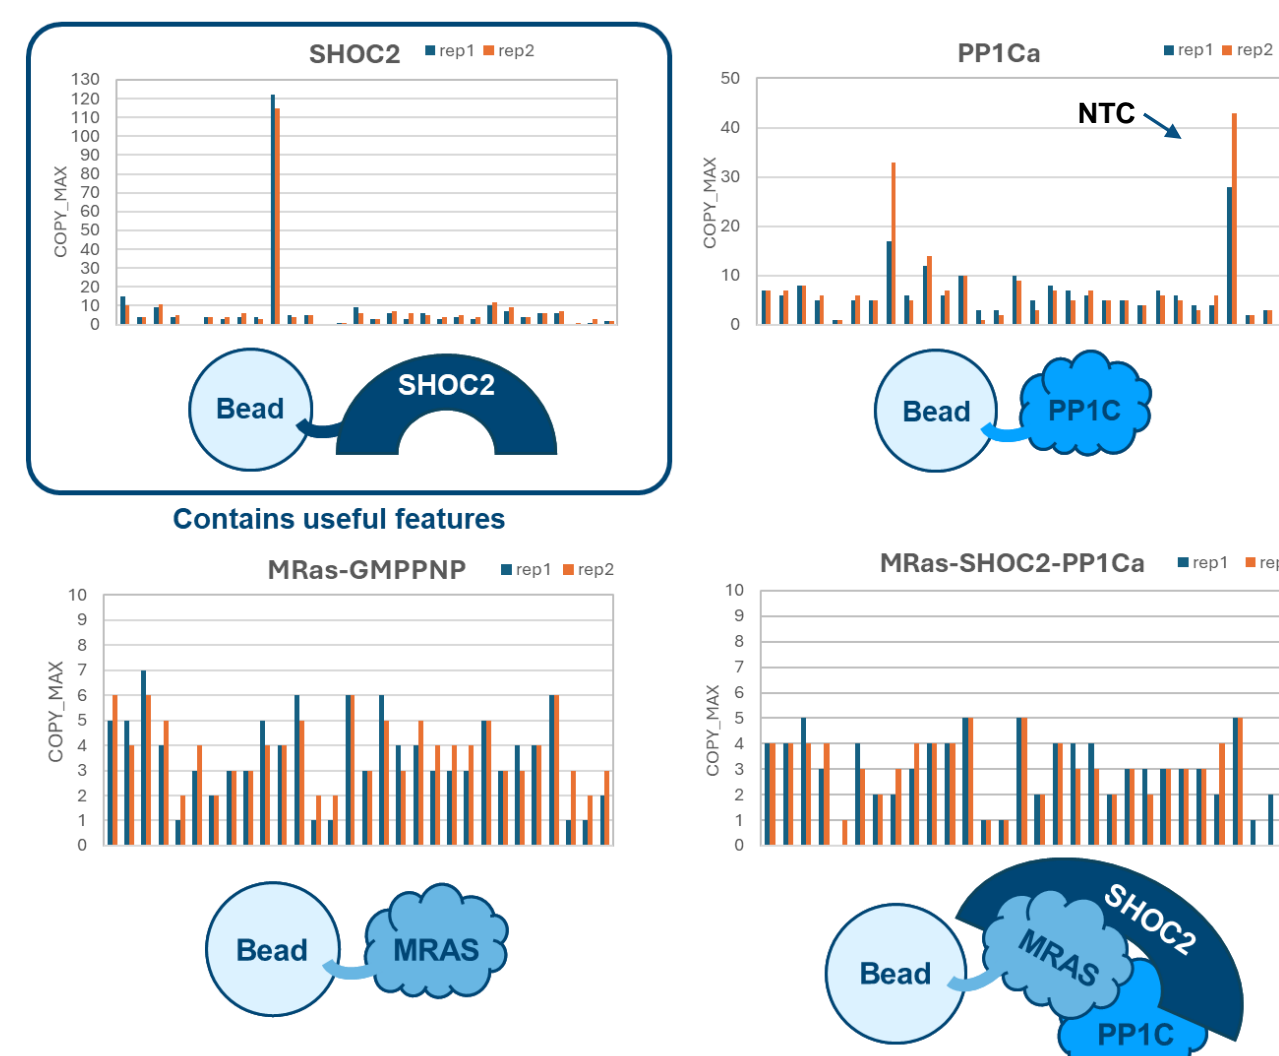 SHOC2 rep1 rep2
130
120
110
100
90
80
70
60
50
40
30
20
10
0
COPY_MAX
Bead
SHOC2
Contains useful features
PP1Ca rep1 rep2
50
40
30
20
10
0
COPY_MAX
NTC
Bead
PP1C
MRas-GMPPNP rep1 rep2
10
9
8
7
6
5
4
3
2
1
0
COPY_MAX
Bead
MRAS
MRas-SHOC2-PP1Ca rep1 rep
10
9
8
7
6
5
4
3
2
1
0
COPY_MAX
Bead
MRAS
SHOC2
PP1C